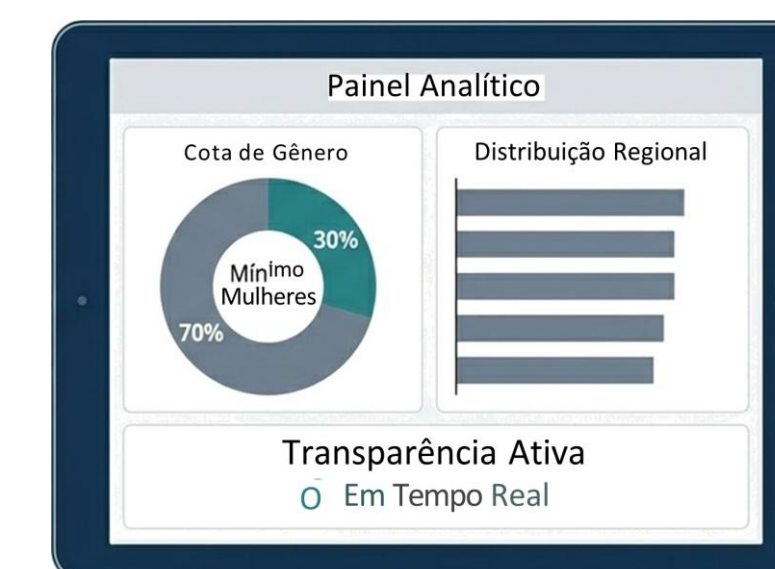 Painel Analítico
Cota de Gênero
30%
Mínimo
Mulheres
70%
Distribuição Regional
Transparência Ativa
Em Tempo Real